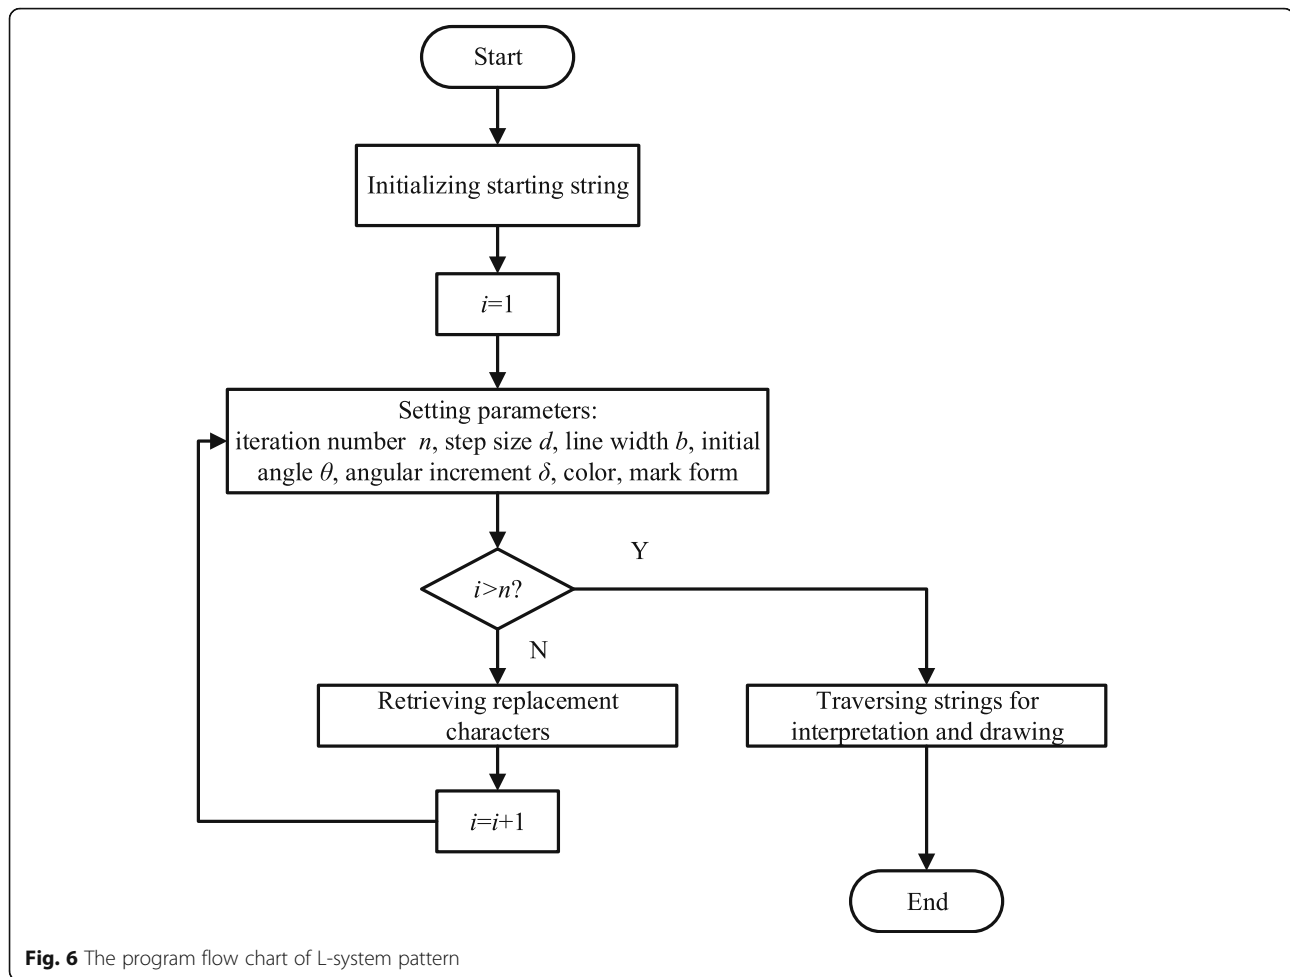 Start
Initializing starting string
i=1
Setting parameters:
iteration number n, step size d, line width b, initial
angle θ, angular increment δ, color, mark form
Y
i>n?
N
Retrieving replacement
characters
Traversing strings for
interpretation and drawing
i=i+1
End
Fig. 6 The program flow chart of L-system pattern